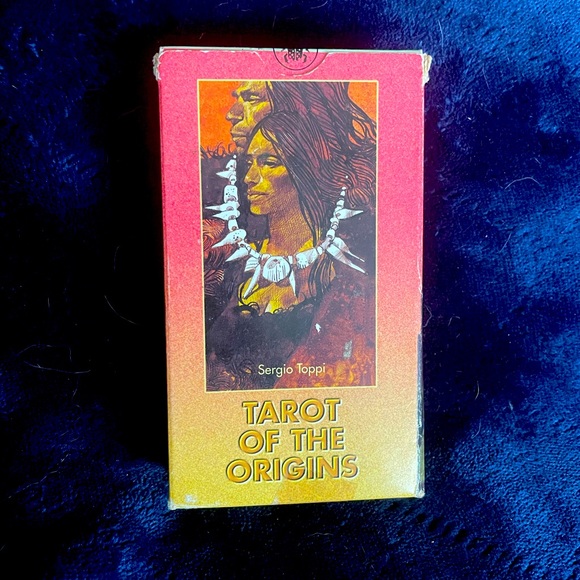 Sergio Toppi
TAROT
OF THE
ORIGINS